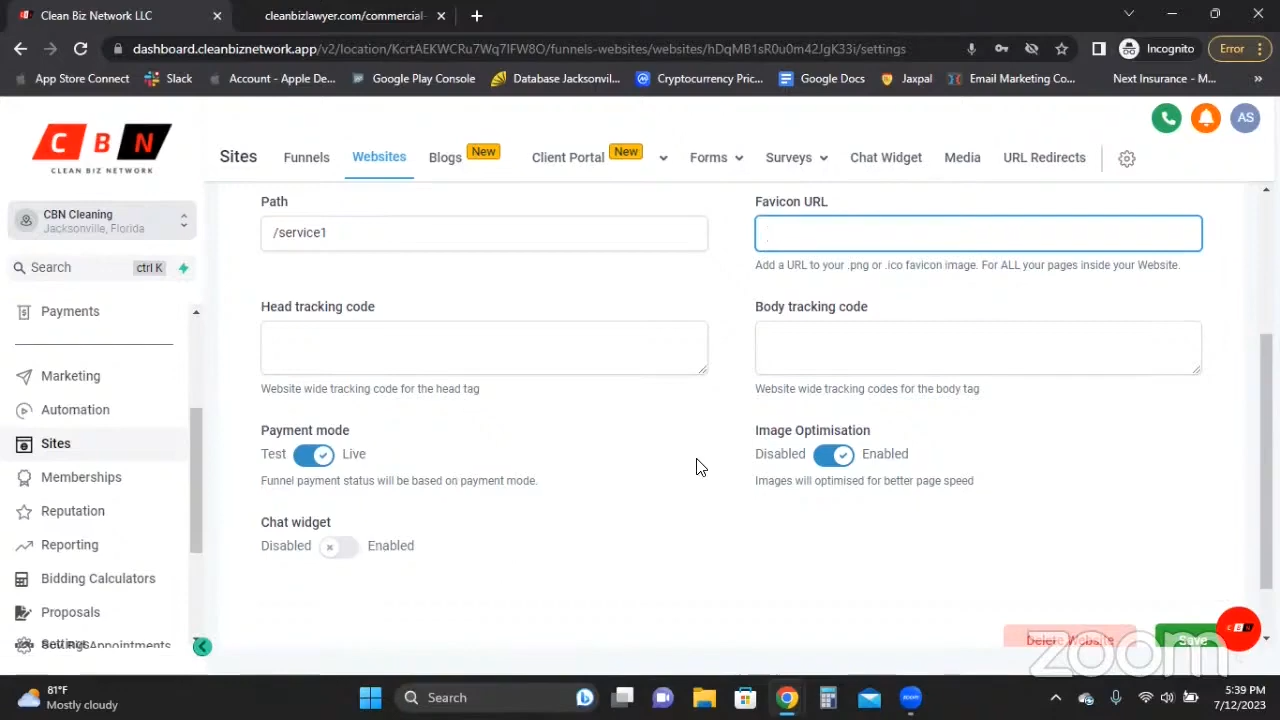 Clean Biz Network LLC
cleanbizlawyer.com/commercial-
dashboard.cleanbiznetwork.app/v2/location/KcrtAEKWCRu7Wq7IFW8O/funnels-websites/websites/hDqMB1sR0u0m42JgK33i/settings
Incognito
Error
App Store Connect
Slack
Account - Apple De...
Google Play Console
Database Jacksonvil...
Cryptocurrency Pric...
Google Docs
Jaxpal
Email Marketing Co...
Next Insurance - M...
»
CBN
CLEAN BIZ NETWORK
AS
Sites
Funnels
Websites
Blogs
New
Client Portal
New
Forms
Surveys
Chat Widget
Media
URL Redirects
CBN Cleaning
Jacksonville, Florida
Search
ctrl K
Payments
Marketing
Automation
Sites
Memberships
Reputation
Reporting
Bidding Calculators
Proposals
Settings
Path
/service1
Favicon URL
Add a URL to your .png or .ico favicon image. For ALL your pages inside your Website.
Head tracking code
Website wide tracking code for the head tag
Body tracking code
Website wide tracking codes for the body tag
Payment mode
Test
Live
Funnel payment status will be based on payment mode.
Image Optimisation
Disabled
Enabled
Images will optimised for better page speed
Chat widget
Disabled
Enabled
Delete Website
Save
CBN
zoom
81°F
Mostly cloudy
Search
zoom
5:39 PM
7/12/2023